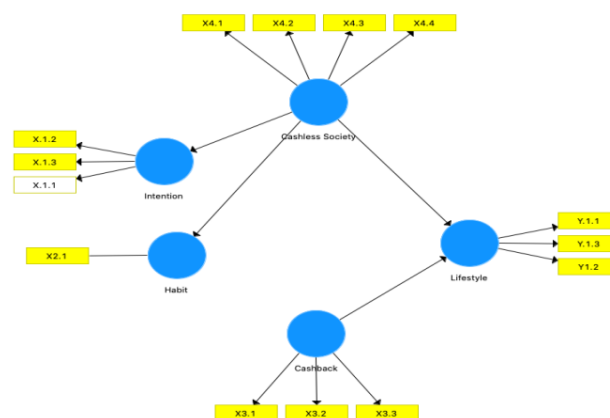 X4.1 X4.2 X4.3 X4.4
Cashless Society
X.1.2
X.1.3
X.1.1
Intention
X2.1
Habit
Y.1.1
Y.1.3
Y1.2
Lifestyle
Cashback
X3.1 X3.2 X3.3